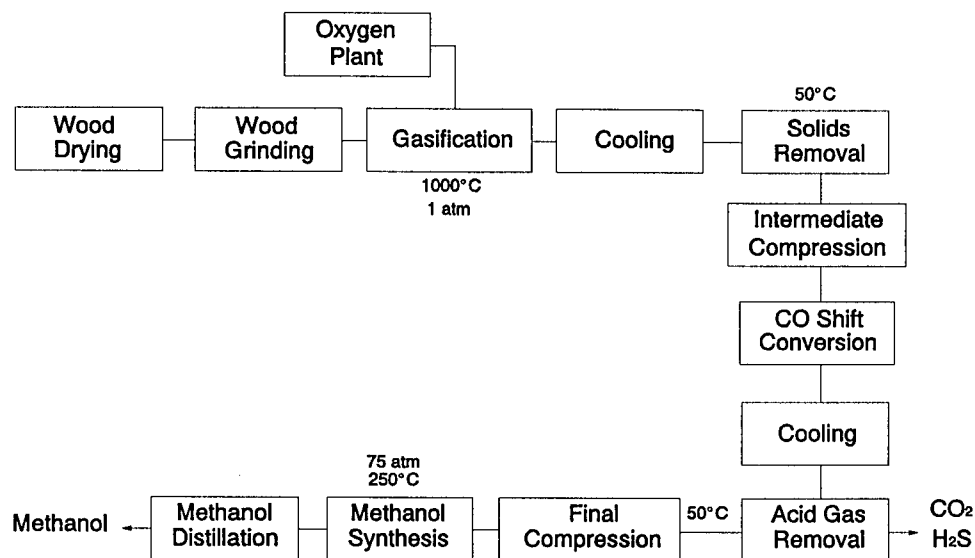 Oxygen
Plant
50°C
Wood
Drying
Wood
Grinding
Gasification
Cooling
Solids
Removal
1000°C
1 atm
Intermediate
Compression
CO Shift
Conversion
Cooling
75 atm
250°C
Methanol
Methanol
Distillation
Methanol
Synthesis
Final
Compression
50°C
Acid Gas
Removal
CO₂
H₂S